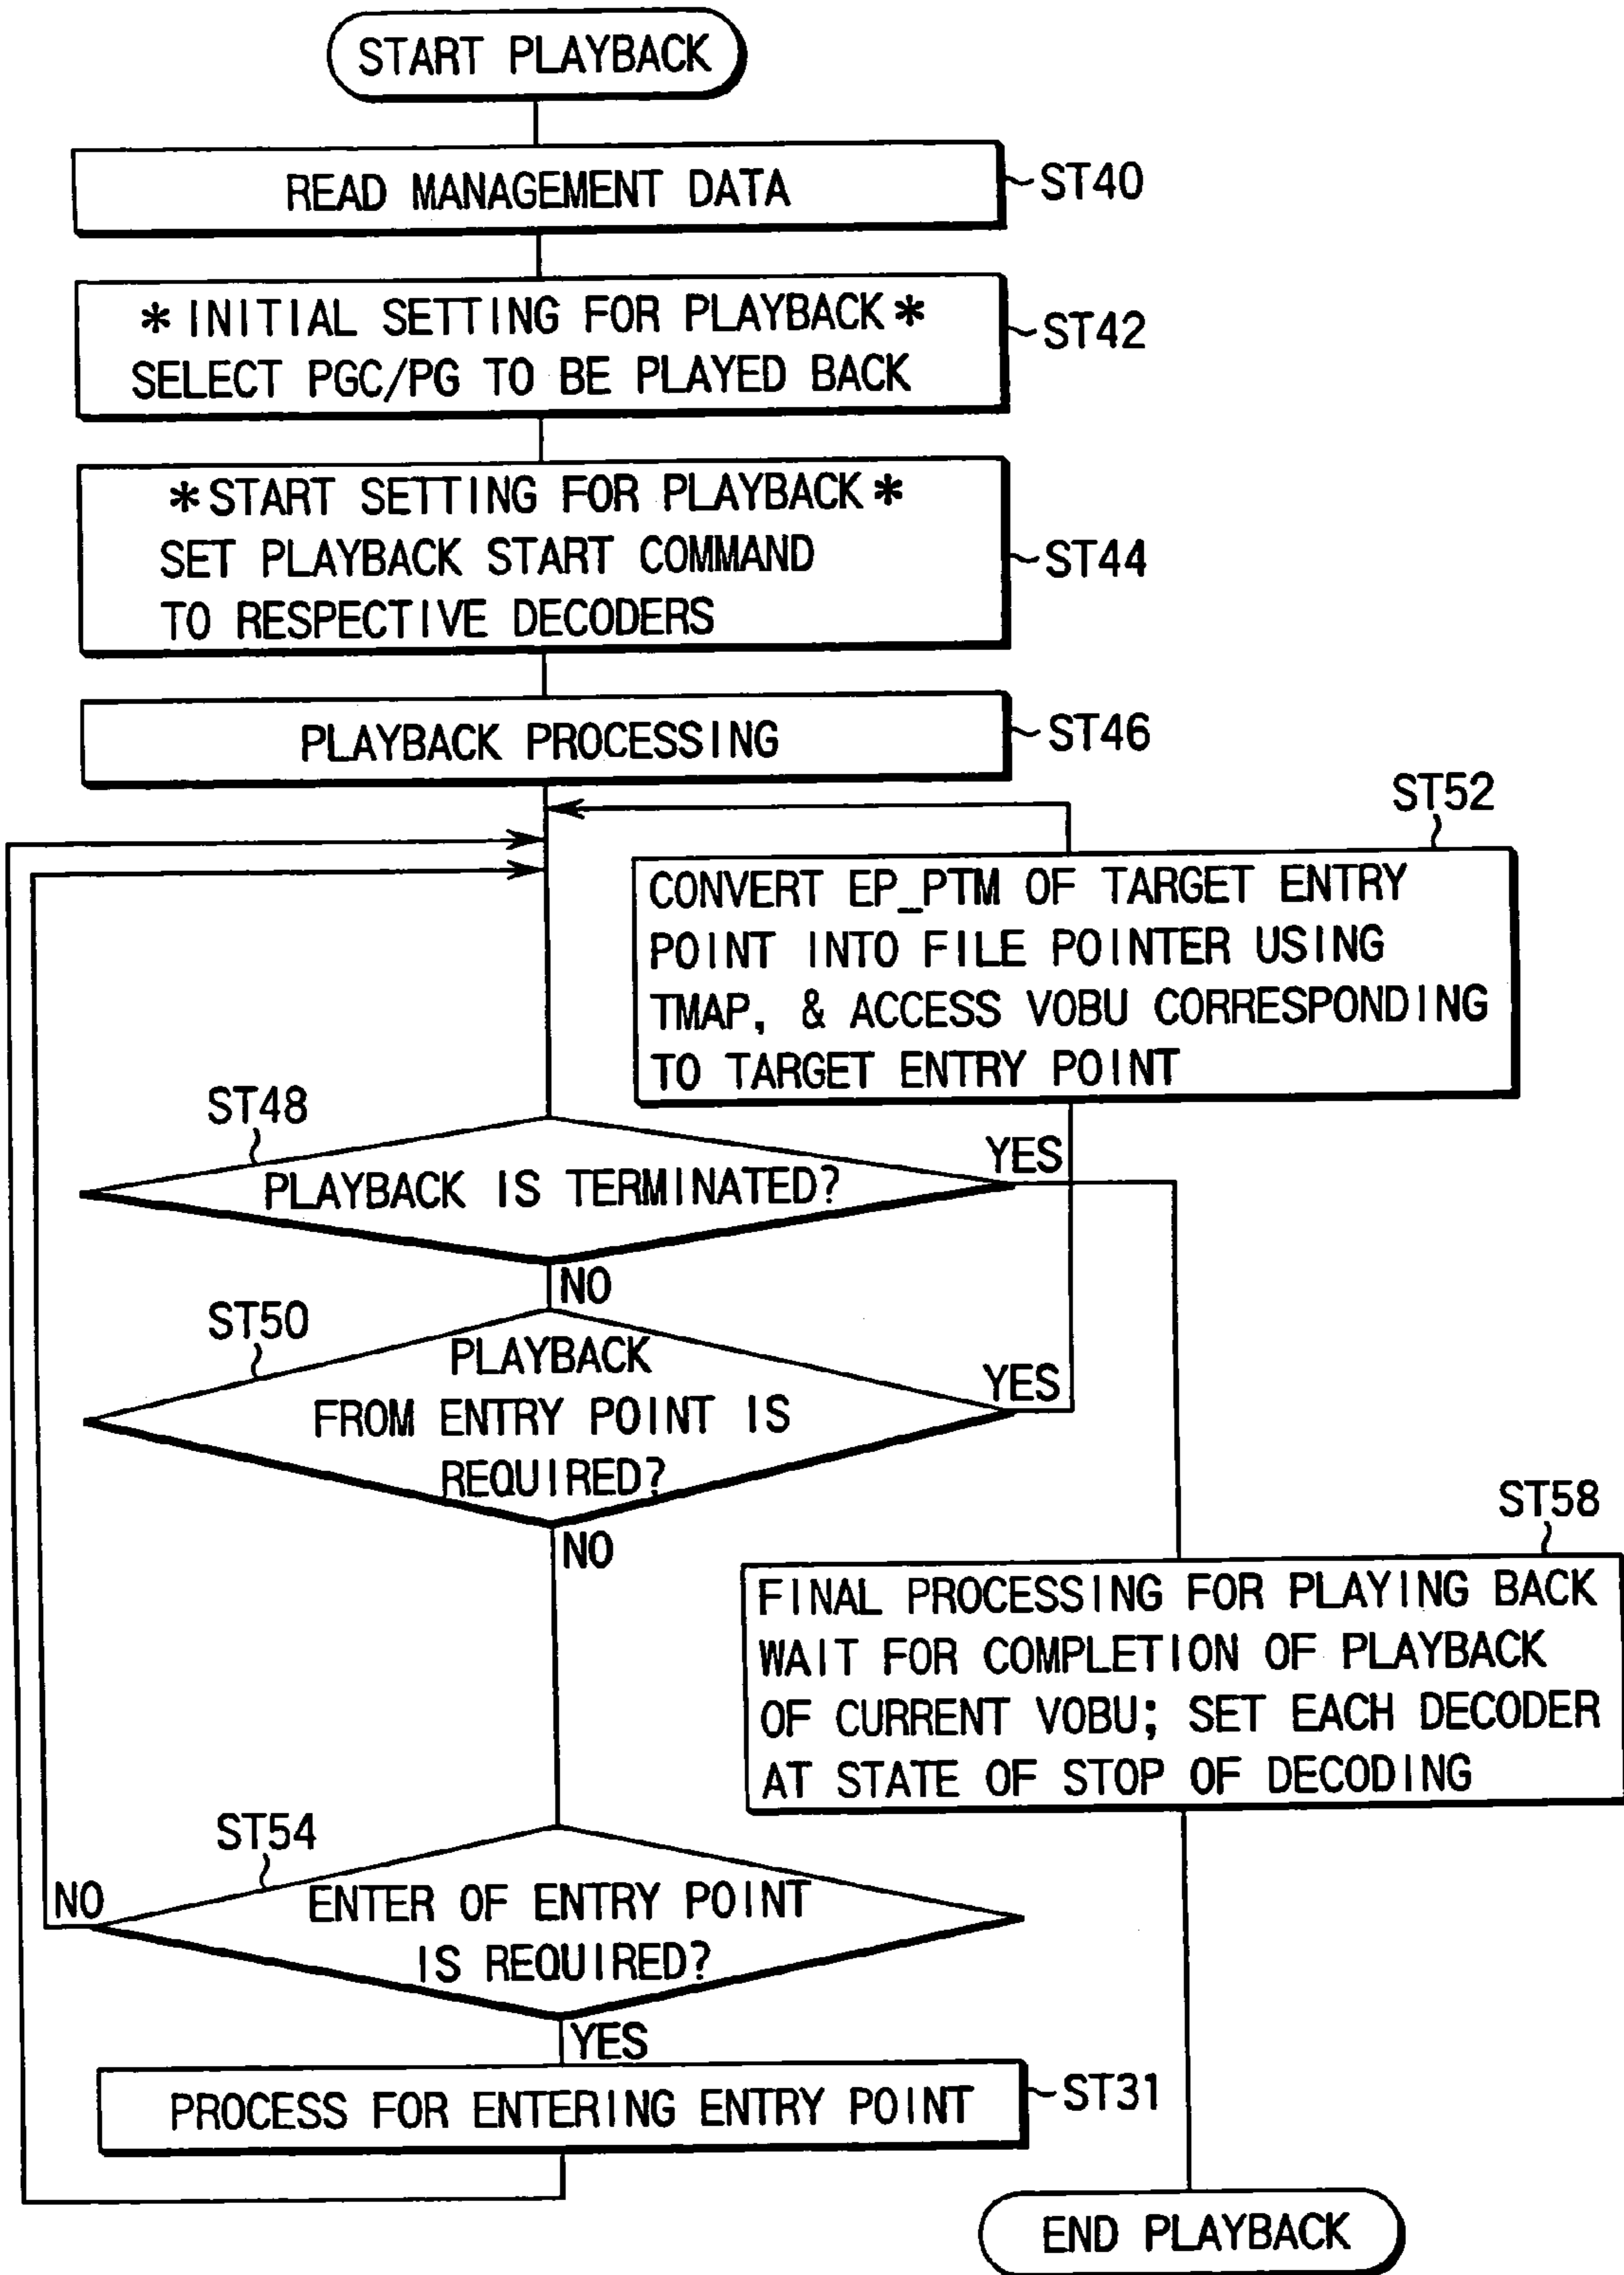 START PLAYBACK
READ MANAGEMENT DATA
ST40
* INITIAL SETTING FOR PLAYBACK *
SELECT PGC/PG TO BE PLAYED BACK
ST42
* START SETTING FOR PLAYBACK *
SET PLAYBACK START COMMAND
TO RESPECTIVE DECODERS
ST44
PLAYBACK PROCESSING
ST46
ST52
CONVERT EP_PTM OF TARGET ENTRY
POINT INTO FILE POINTER USING
TMAP, & ACCESS VOBU CORRESPONDING
TO TARGET ENTRY POINT
ST48
PLAYBACK IS TERMINATED?
YES
NO
ST50
PLAYBACK
FROM ENTRY POINT IS
REQUIRED?
YES
NO
ST58
FINAL PROCESSING FOR PLAYING BACK
WAIT FOR COMPLETION OF PLAYBACK
OF CURRENT VOBU; SET EACH DECODER
AT STATE OF STOP OF DECODING
ST54
NO
ENTER OF ENTRY POINT
IS REQUIRED?
YES
PROCESS FOR ENTERING ENTRY POINT
ST31
END PLAYBACK